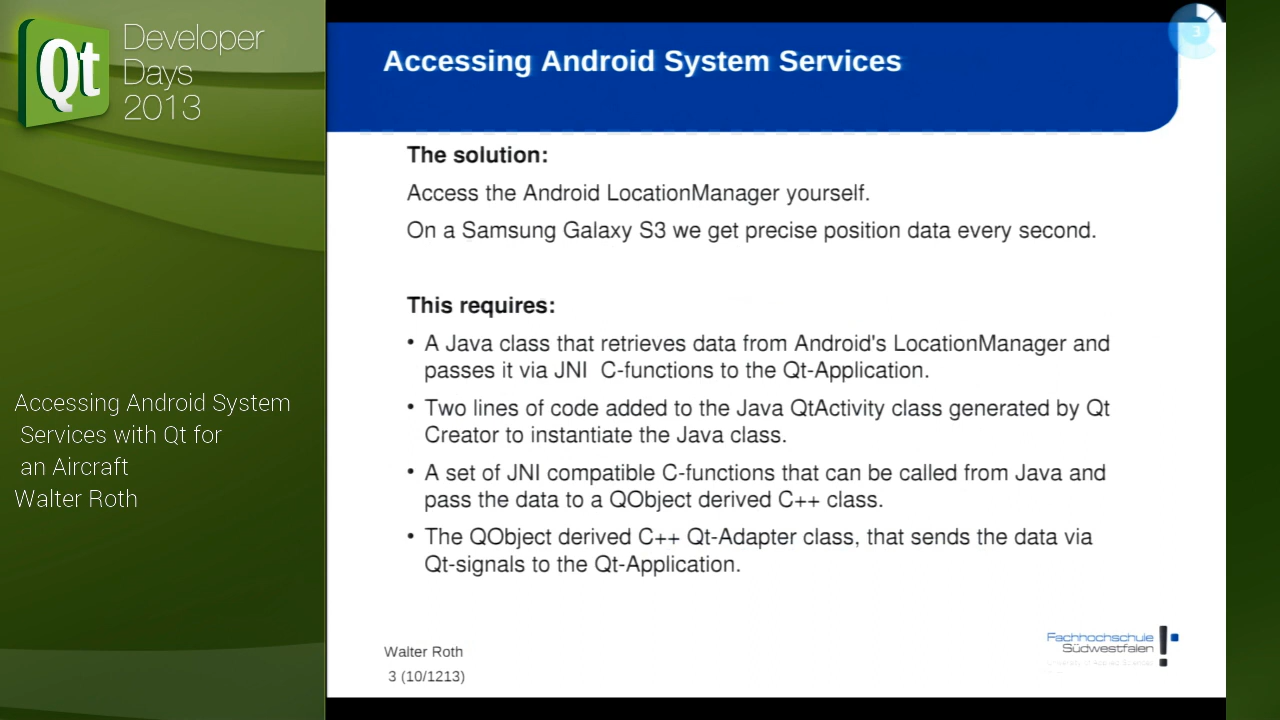 Qt
Developer
Days
2013
Accessing Android System
Services with Qt for
an Aircraft
Walter Roth
3
Accessing Android System Services
The solution:
Access the Android LocationManager yourself.
On a Samsung Galaxy S3 we get precise position data every second.
This requires:
• A Java class that retrieves data from Android's LocationManager and
passes it via JNI C-functions to the Qt-Application.
• Two lines of code added to the Java QtActivity class generated by Qt
Creator to instantiate the Java class.
• A set of JNI compatible C-functions that can be called from Java and
pass the data to a QObject derived C++ class.
• The QObject derived C++ Qt-Adapter class, that sends the data via
Qt-signals to the Qt-Application.
Walter Roth
3 (10/1213)
Fachhochschule
Südwestfalen
University of Applied Sciences